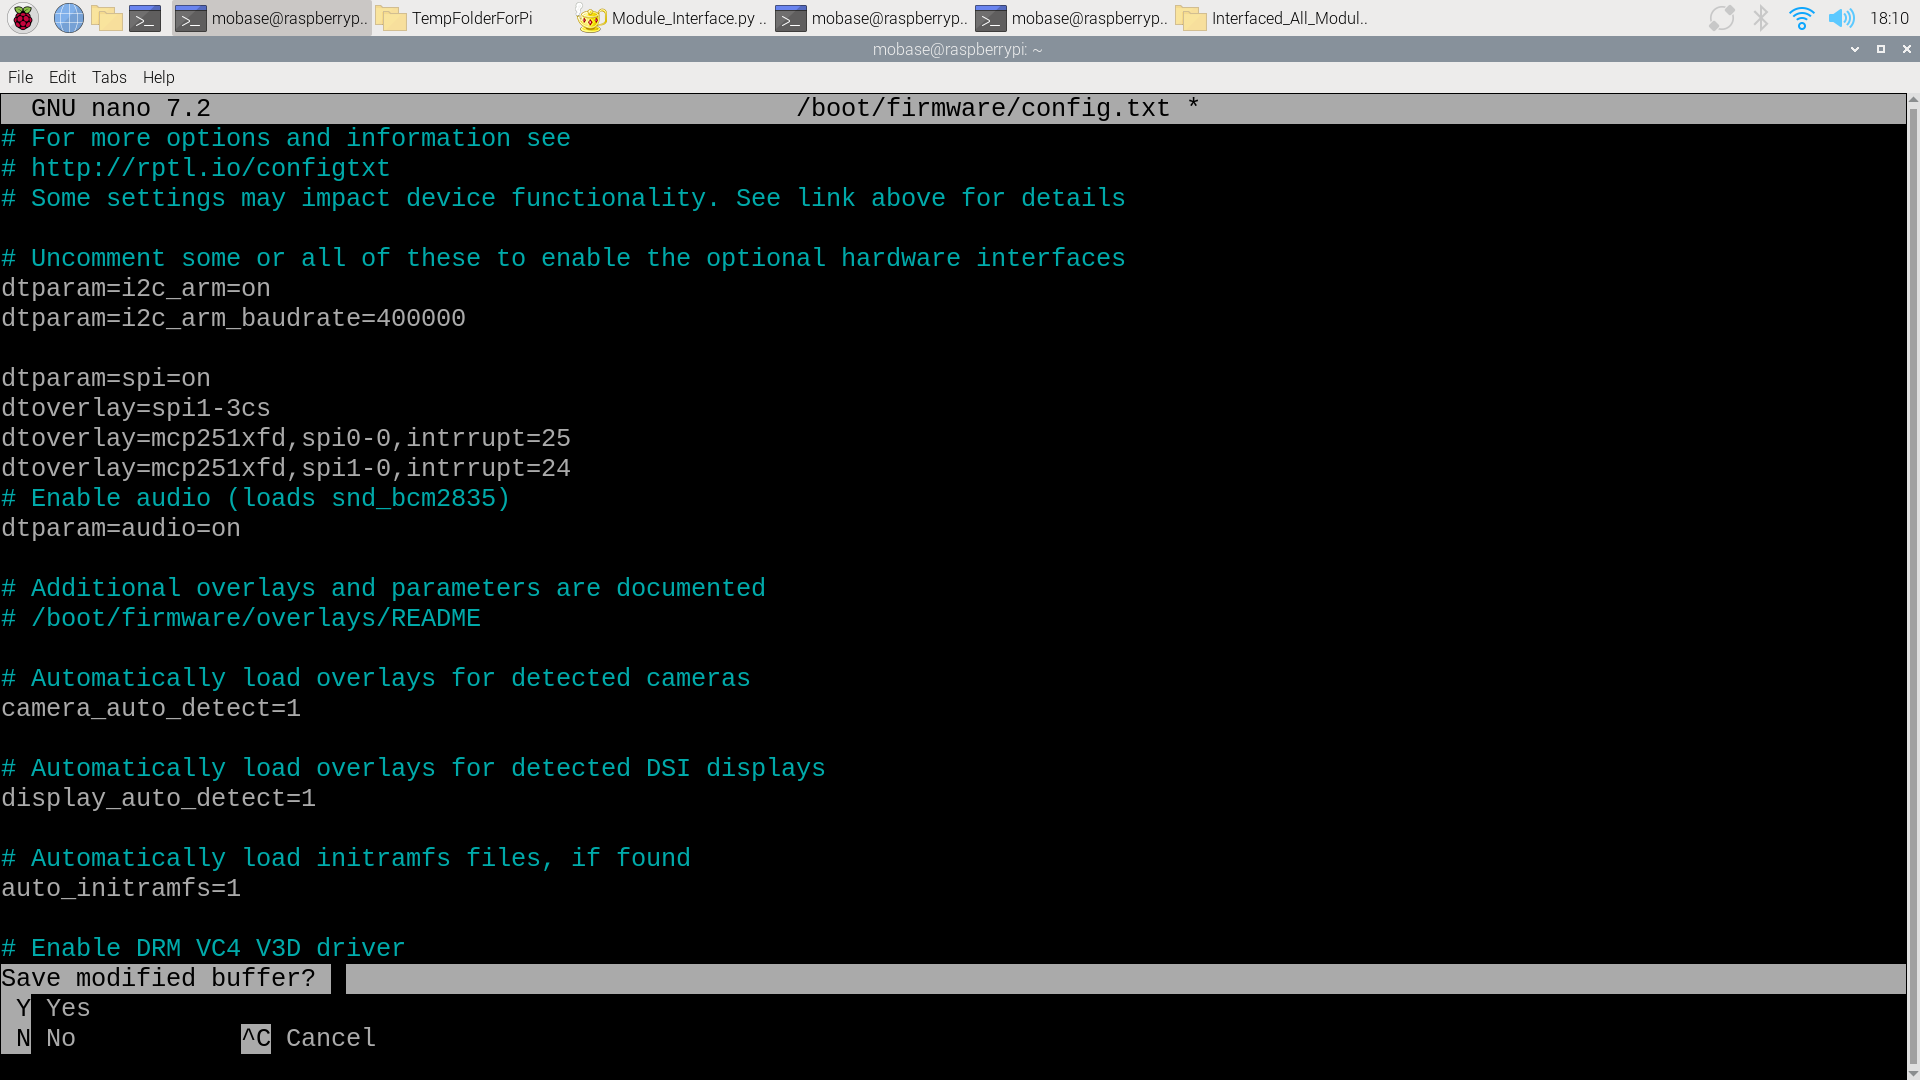 mobase@raspberryp.. TempFolderForPi Module_Interface.py .. mobase@raspberryp.. mobase@raspberryp.. Interfaced_All_Modul.. 18:10
mobase@raspberrypi: ~
File Edit Tabs Help
GNU nano 7.2 /boot/firmware/config.txt *
# For more options and information see
# http://rptl.io/configtxt
# Some settings may impact device functionality. See link above for details
# Uncomment some or all of these to enable the optional hardware interfaces
dtparam=i2c_arm=on
dtparam=i2c_arm_baudrate=400000
dtparam=spi=on
dtoverlay=spi1-3cs
dtoverlay=mcp251xfd,spi0-0,intrrupt=25
dtoverlay=mcp251xfd,spi1-0,intrrupt=24
# Enable audio (loads snd_bcm2835)
dtparam=audio=on
# Additional overlays and parameters are documented
# /boot/firmware/overlays/README
# Automatically load overlays for detected cameras
camera_auto_detect=1
# Automatically load overlays for detected DSI displays
display_auto_detect=1
# Automatically load initramfs files, if found
auto_initramfs=1
# Enable DRM VC4 V3D driver
Save modified buffer?
Y Yes
N No ^C Cancel